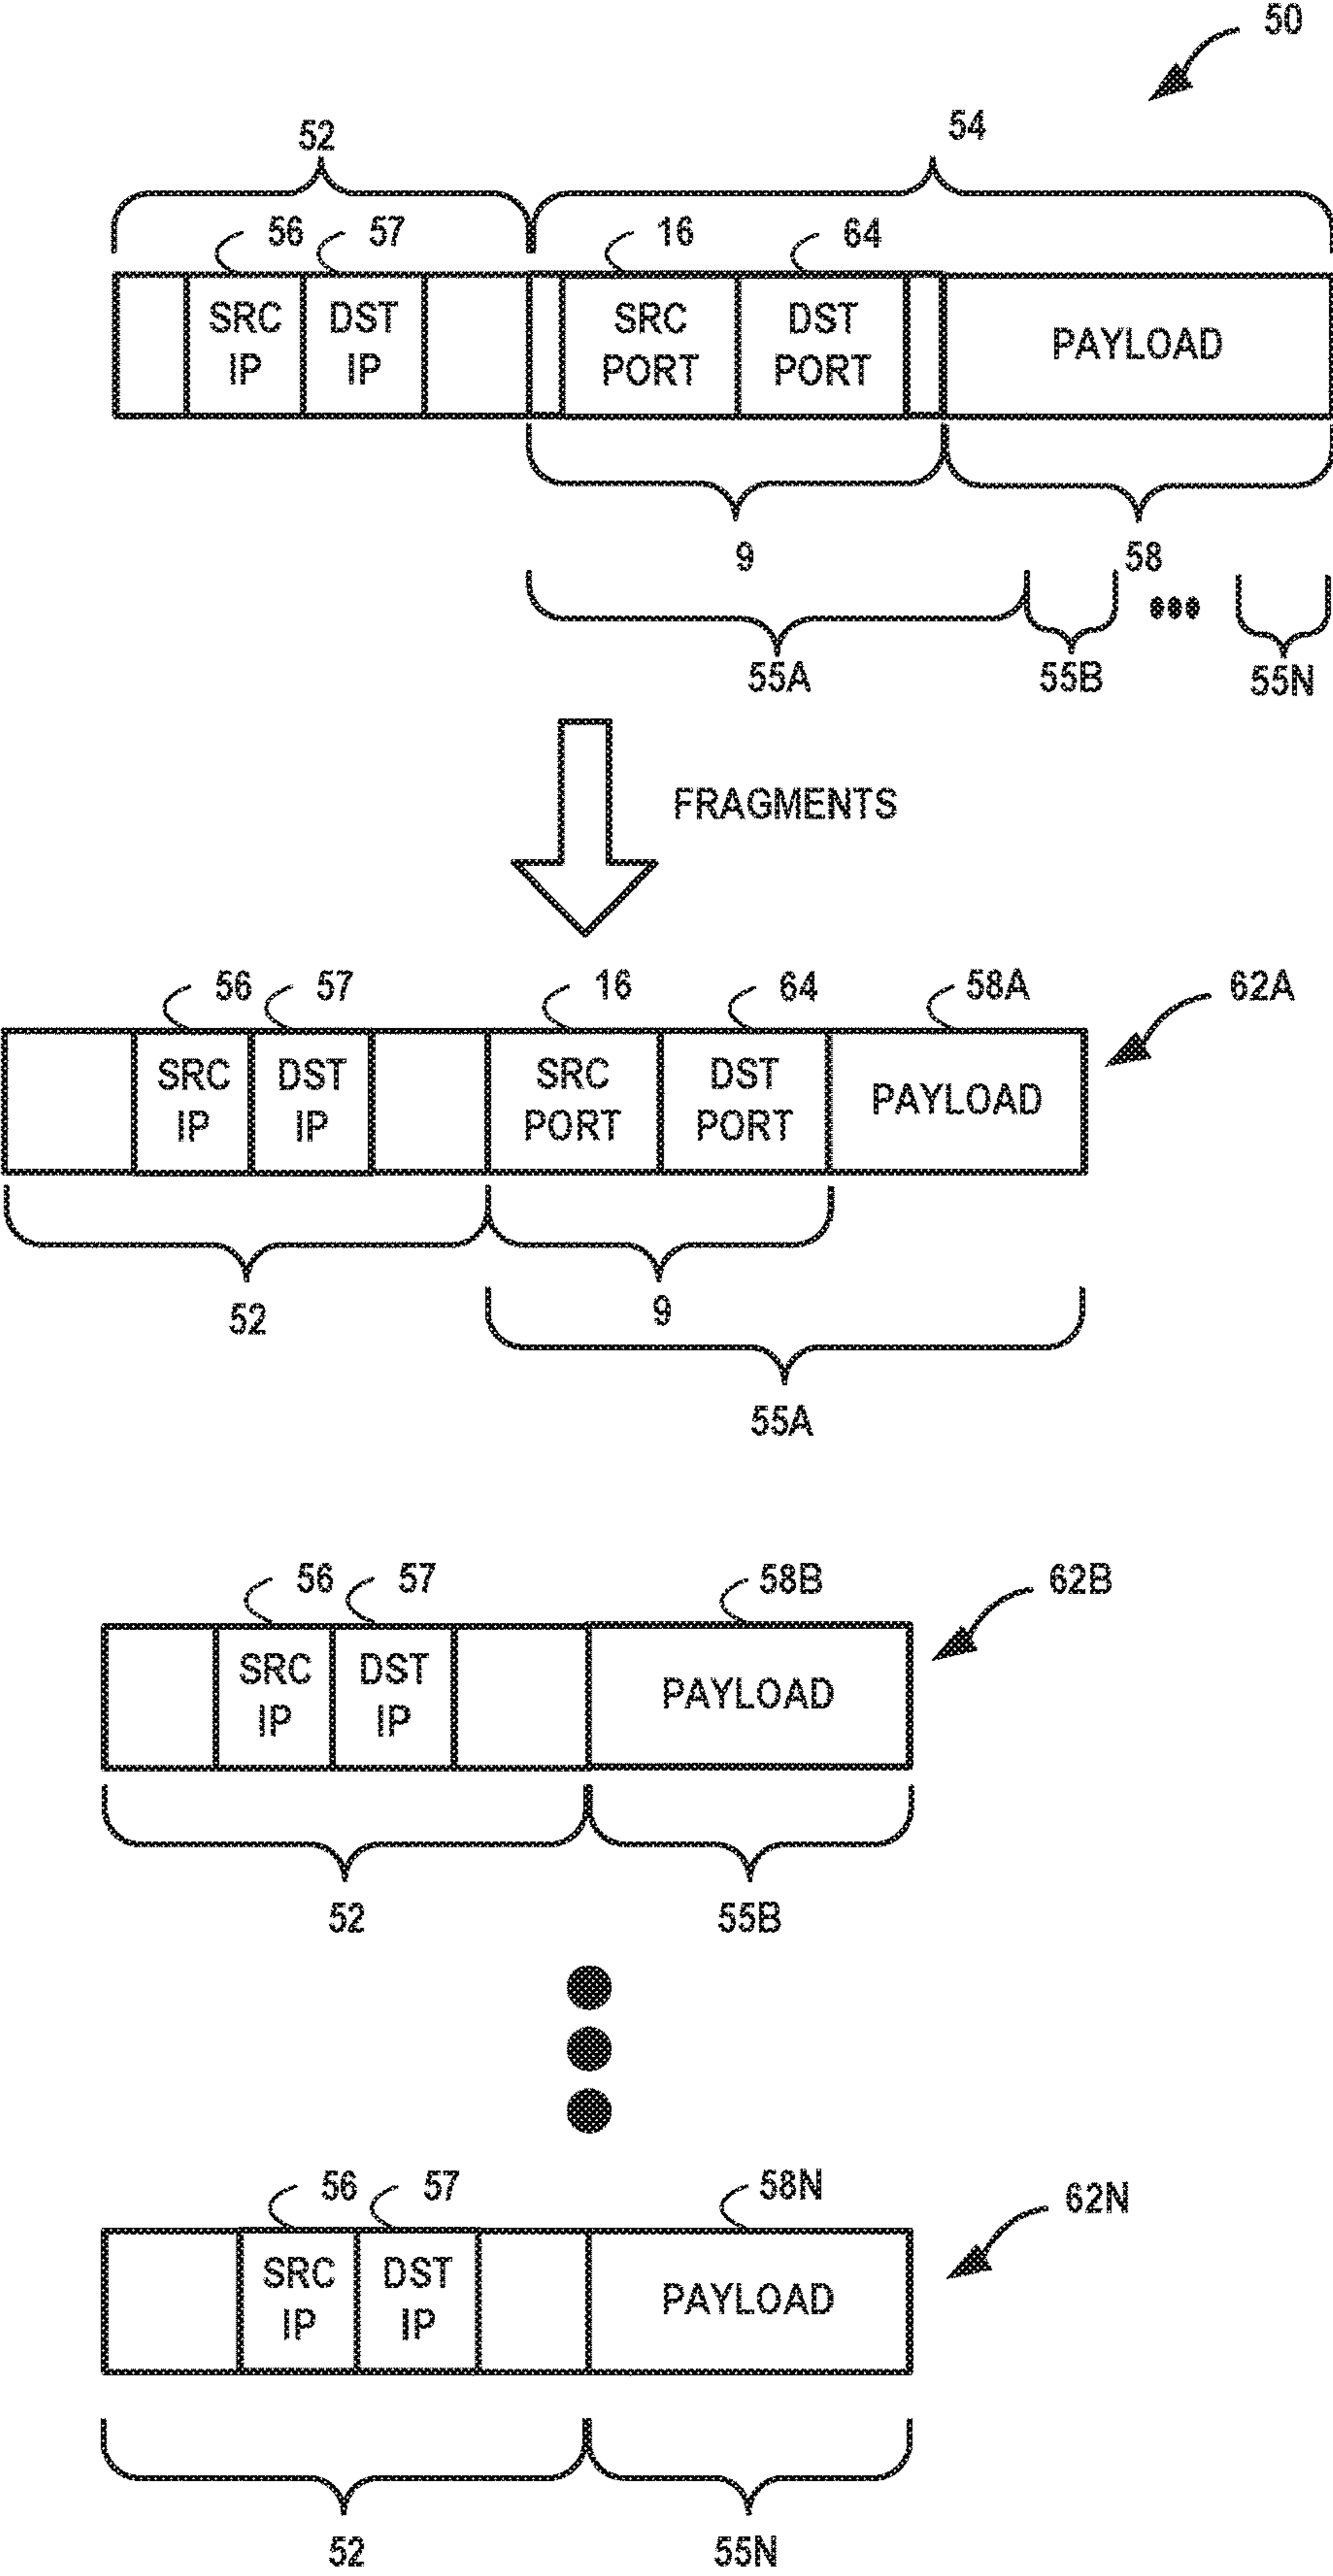 50
52
54
56
57
16
64
SRC
IP
DST
IP
SRC
PORT
DST
PORT
PAYLOAD
9
58
55A
55B
55N
FRAGMENTS
56
57
16
64
58A
62A
SRC
IP
DST
IP
SRC
PORT
DST
PORT
PAYLOAD
52
9
55A
56
57
58B
62B
SRC
IP
DST
IP
PAYLOAD
52
55B
56
57
58N
62N
SRC
IP
DST
IP
PAYLOAD
52
55N